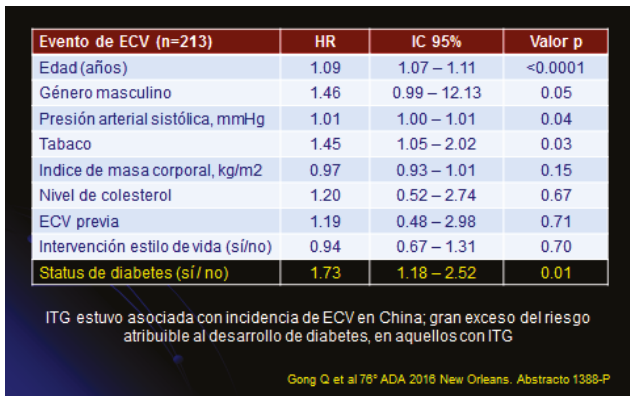 Evento de ECV (n=213) HR IC 95% Valor p
Edad (años) 1.09 1.07 – 1.11 <0.0001
Género masculino 1.46 0.99 – 12.13 0.05
Presión arterial sistólica, mmHg 1.01 1.00 – 1.01 0.04
Tabaco 1.45 1.05 – 2.02 0.03
Indice de masa corporal, kg/m2 0.97 0.93 – 1.01 0.15
Nivel de colesterol 1.20 0.52 – 2.74 0.67
ECV previa 1.19 0.48 – 2.98 0.71
Intervención estilo de vida (sí/no) 0.94 0.67 – 1.31 0.70
Status de diabetes (sí / no) 1.73 1.18 – 2.52 0.01
ITG estuvo asociada con incidencia de ECV en China; gran exceso del riesgo
atribuible al desarrollo de diabetes, en aquellos con ITG
Gong Q et al 76° ADA 2016 New Orleans. Abstracto 1388-P